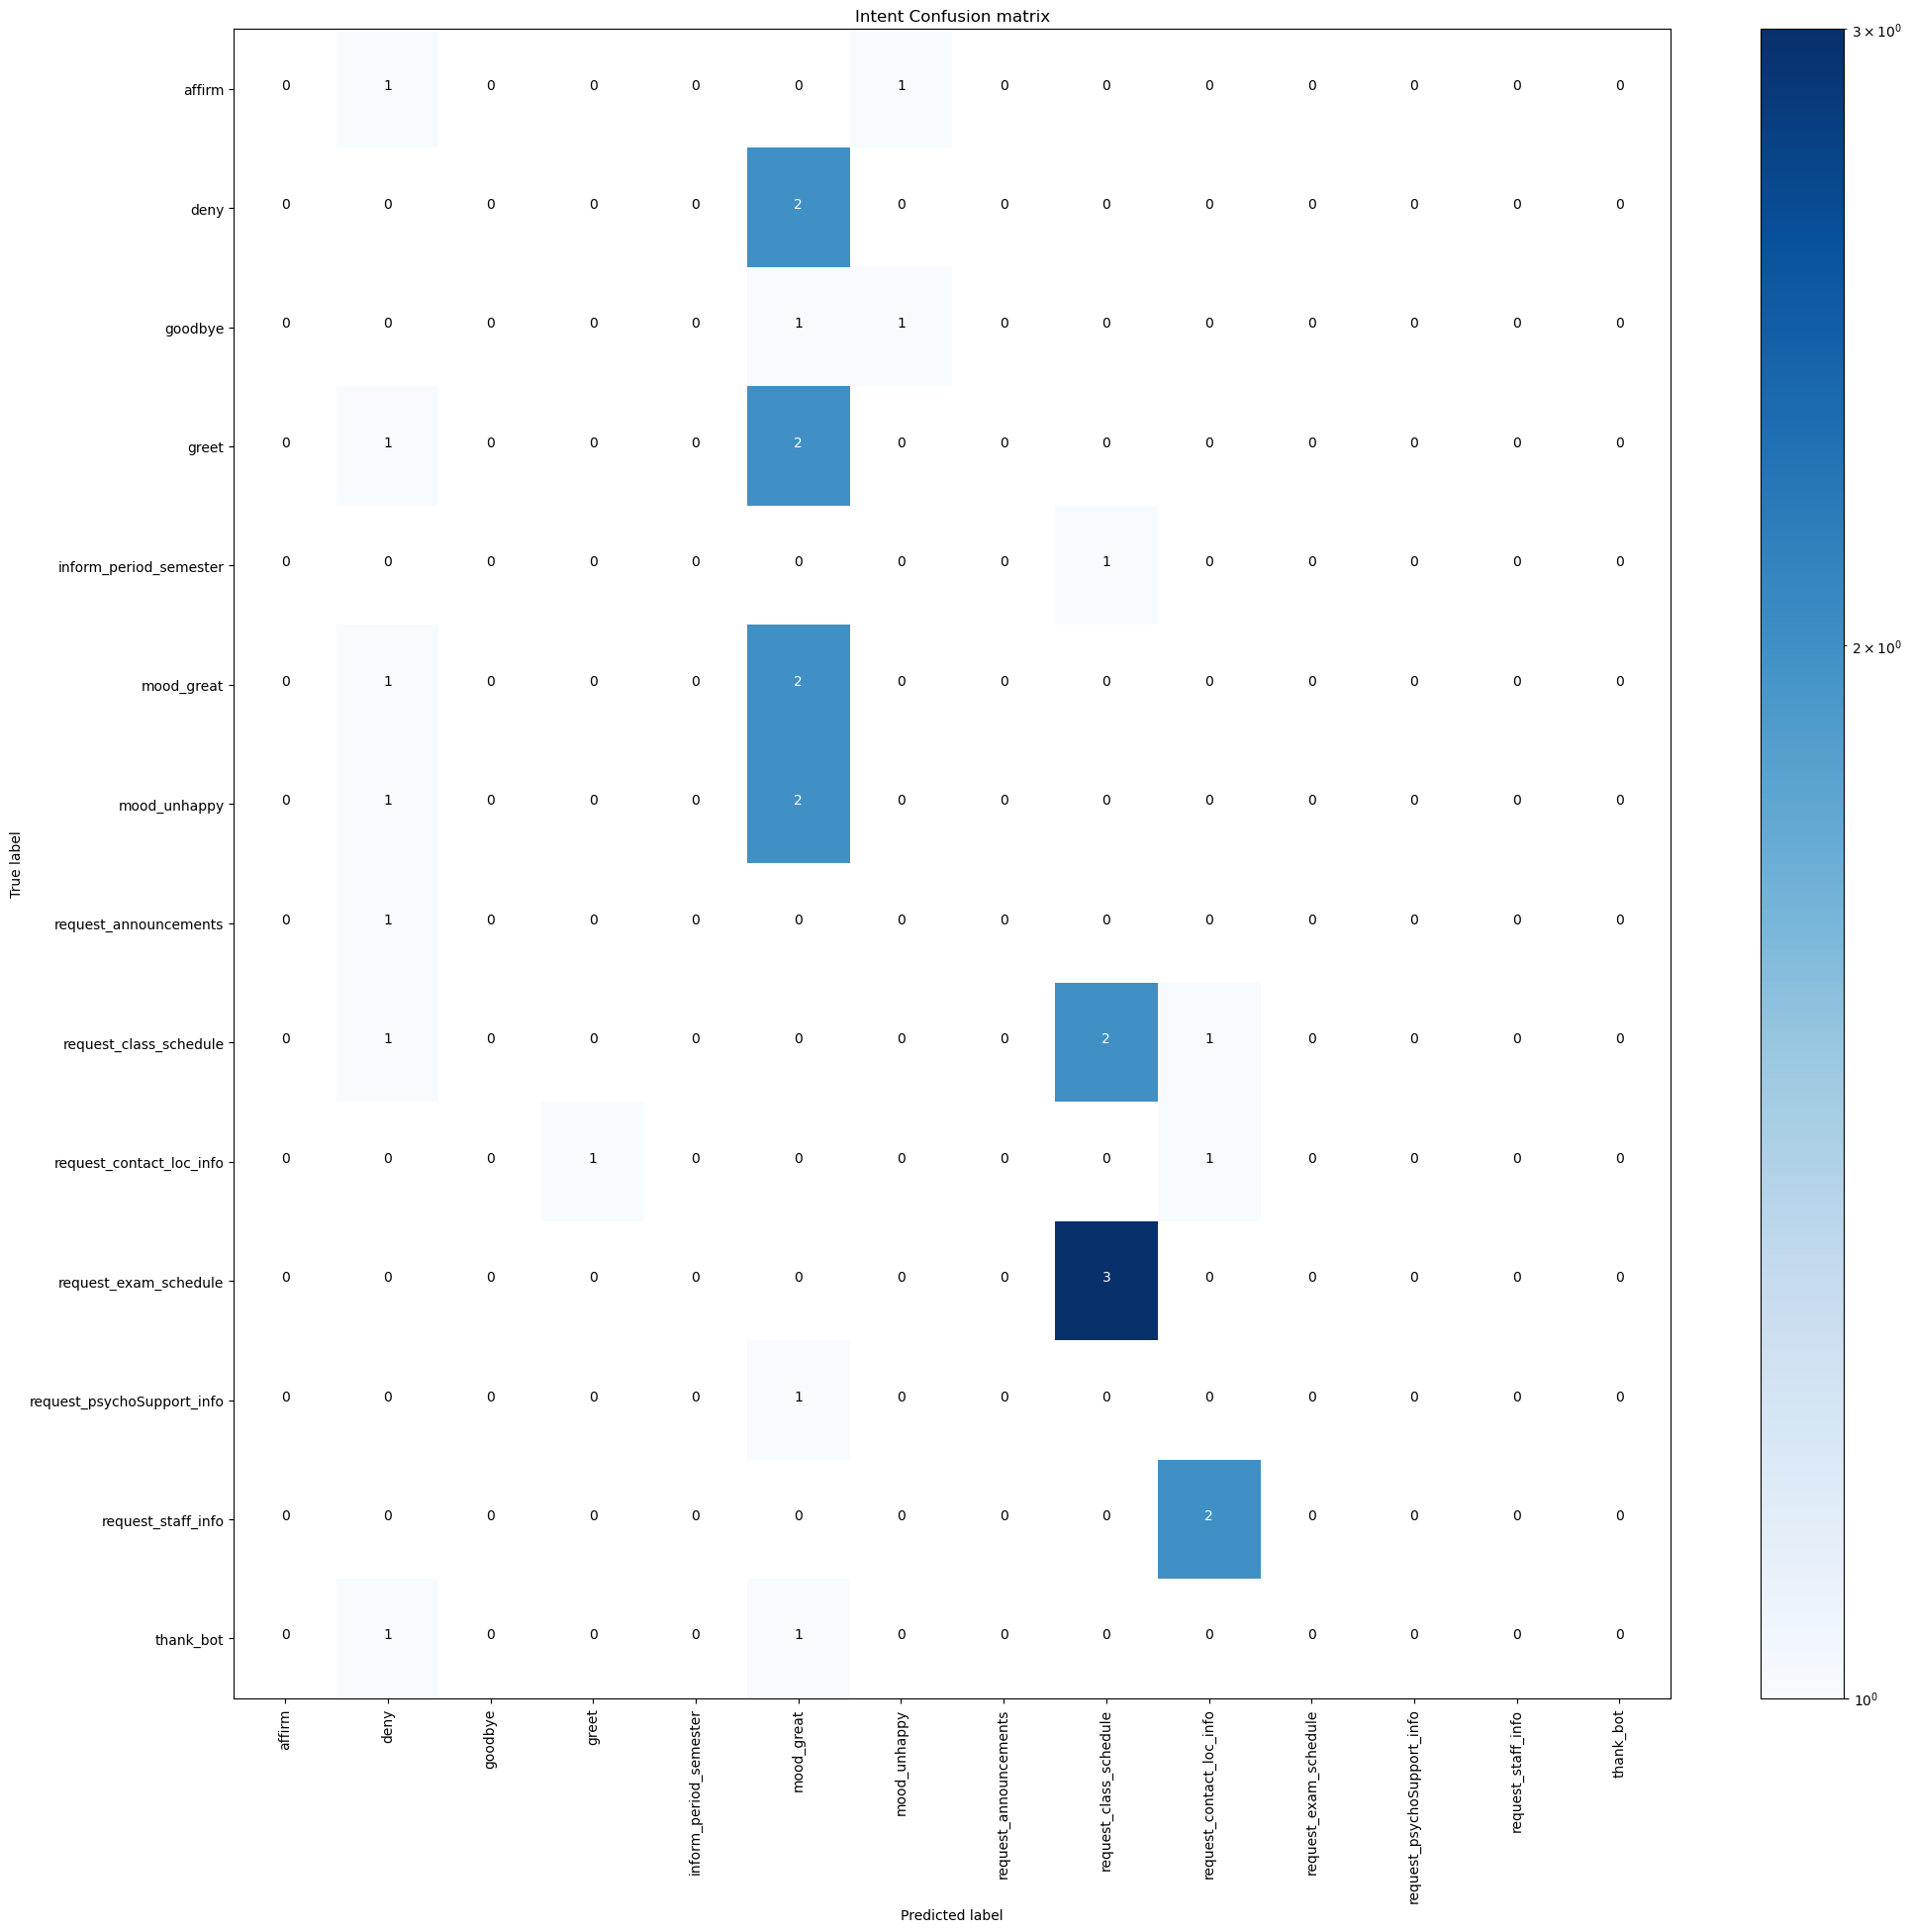 Intent Confusion matrix
True label
affirm 0 1 0 0 0 0 1 0 0 0 0 0 0 0
deny 0 0 0 0 0 2 0 0 0 0 0 0 0 0
goodbye 0 0 0 0 0 1 1 0 0 0 0 0 0 0
greet 0 1 0 0 0 2 0 0 0 0 0 0 0 0
inform_period_semester 0 0 0 0 0 0 0 0 1 0 0 0 0 0
mood_great 0 1 0 0 0 2 0 0 0 0 0 0 0 0
mood_unhappy 0 1 0 0 0 2 0 0 0 0 0 0 0 0
request_announcements 0 1 0 0 0 0 0 0 0 0 0 0 0 0
request_class_schedule 0 1 0 0 0 0 0 0 2 1 0 0 0 0
request_contact_loc_info 0 0 0 1 0 0 0 0 0 1 0 0 0 0
request_exam_schedule 0 0 0 0 0 0 0 0 3 0 0 0 0 0
request_psychoSupport_info 0 0 0 0 0 1 0 0 0 0 0 0 0 0
request_staff_info 0 0 0 0 0 0 0 0 0 2 0 0 0 0
thank_bot 0 1 0 0 0 1 0 0 0 0 0 0 0 0
affirm
deny
goodbye
greet
inform_period_semester
mood_great
mood_unhappy
request_announcements
request_class_schedule
request_contact_loc_info
request_exam_schedule
request_psychoSupport_info
request_staff_info
thank_bot
Predicted label
3 × 10⁰
2 × 10⁰
10⁰